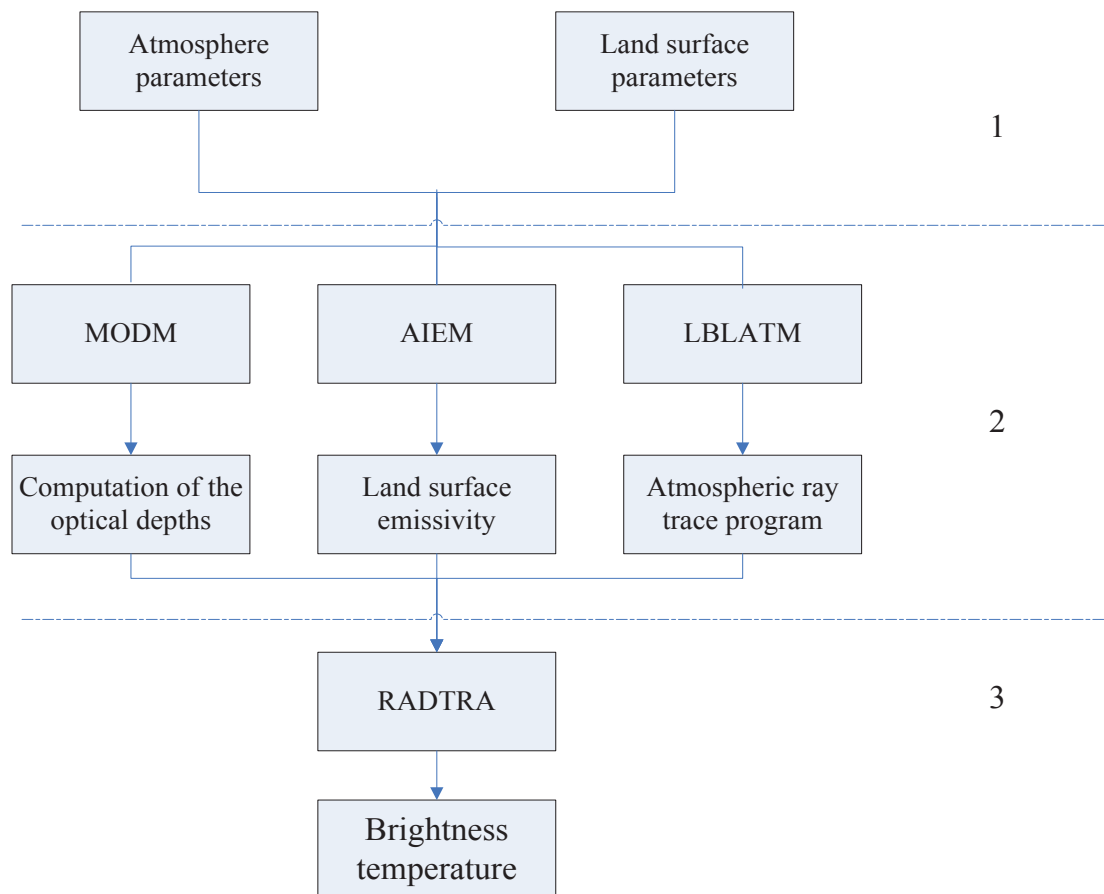 Atmosphere
parameters
Land surface
parameters
1
MODM
AIEM
LBLATM
2
Computation of the
optical depths
Land surface
emissivity
Atmospheric ray
trace program
3
RADTRA
Brightness
temperature